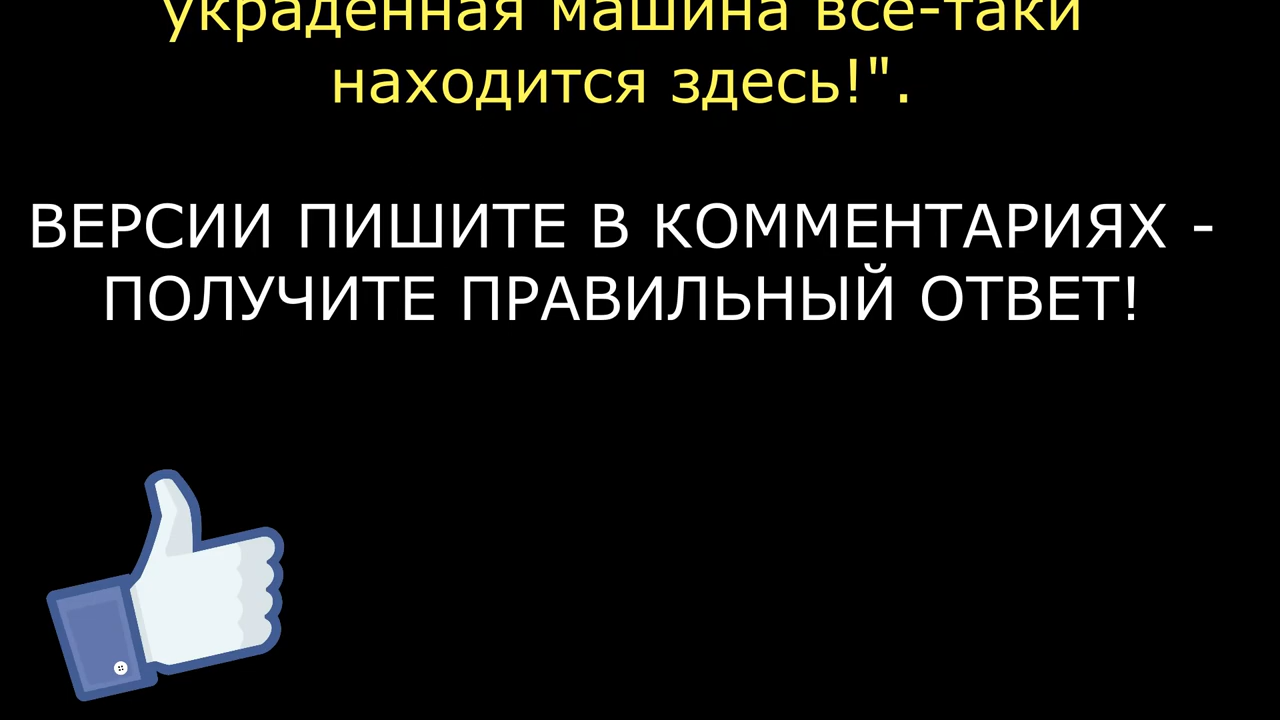 украденная машина все-таки
находится здесь!".
ВЕРСИИ ПИШИТЕ В КОММЕНТАРИЯХ -
ПОЛУЧИТЕ ПРАВИЛЬНЫЙ ОТВЕТ!